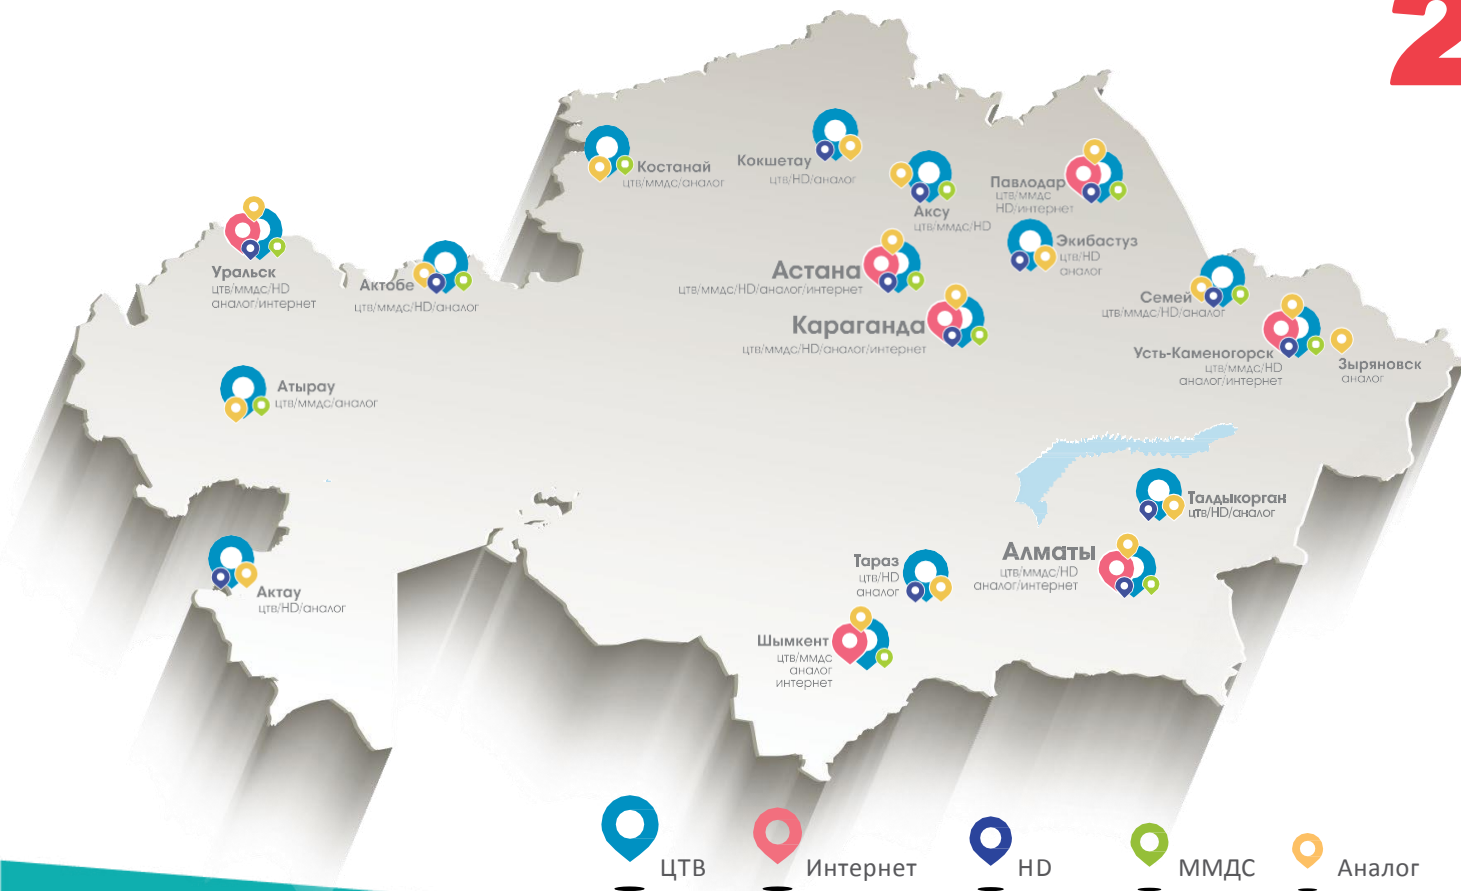 2
Костанай
цтв/ммдс/аналог
Кокшетау
цтв/HD/аналог
Аксу
цтв/ммдс/HD
Павлодар
цтв/ммдс
HD/интернет
Экибастуз
цтв/HD
аналог
Уральск
цтв/ммдс/HD
аналог/интернет
Актобе
цтв/ммдс/HD/аналог
Астана
цтв/ммдс/HD/аналог/интернет
Караганда
цтв/ммдс/HD/аналог/интернет
Семей
цтв/ммдс/HD/аналог
Усть-Каменогорск
цтв/ммдс/HD
аналог/интернет
Зыряновск
аналог
Атырау
цтв/ммдс/аналог
Талдыкорган
цтв/HD/аналог
Алматы
цтв/ммдс/HD
аналог/интернет
Тараз
цтв/HD
аналог
Актау
цтв/HD/аналог
Шымкент
цтв/ммдс
аналог
интернет
ЦТВ Интернет HD ММДС Аналог